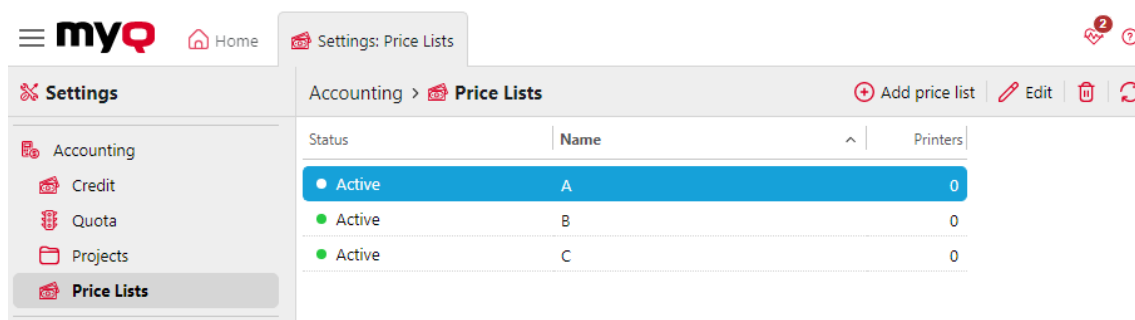 myQ Home Settings: Price Lists 2
Settings Accounting > Price Lists Add price list Edit
Accounting
Credit
Quota
Projects
Price Lists
Status Name Printers
Active A 0
Active B 0
Active C 0